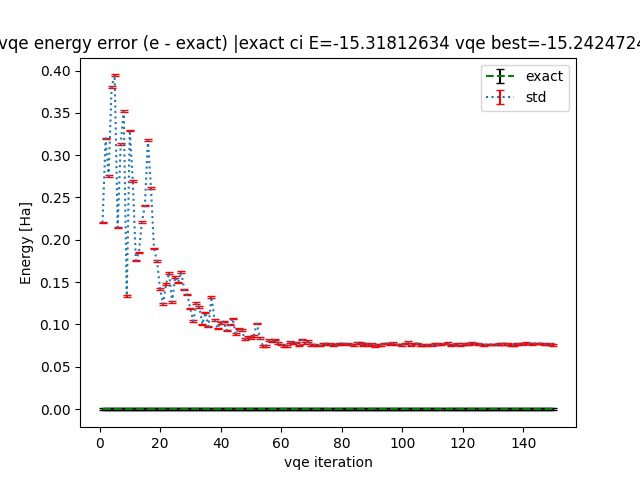 vqe energy error (e - exact) |exact ci E=-15.31812634 vqe best=-15.2424724
exact
std
0.40
0.35
0.30
0.25
0.20
0.15
0.10
0.05
0.00
Energy [Ha]
0 20 40 60 80 100 120 140
vqe iteration